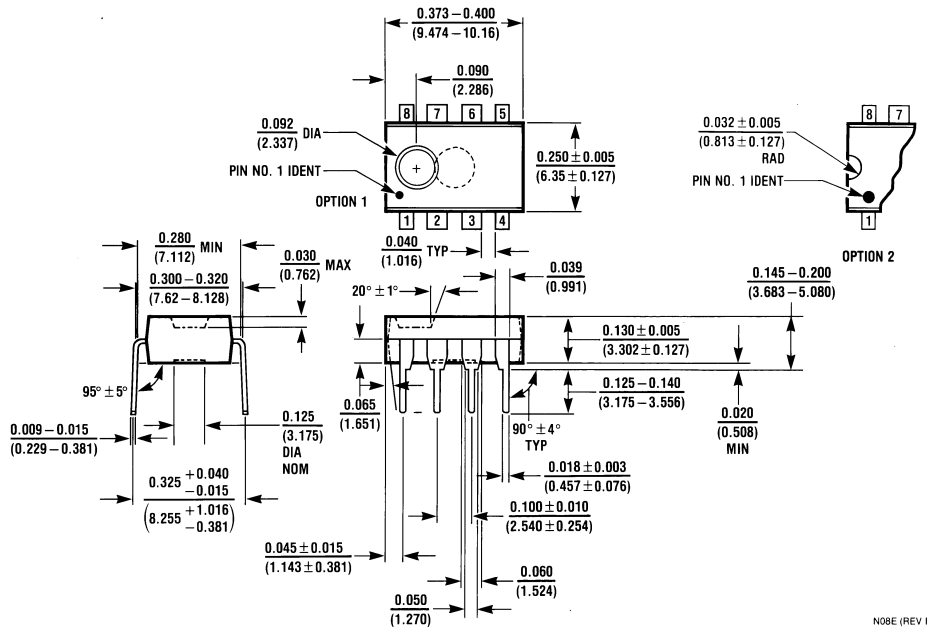 0.373 – 0.400
(9.474 – 10.16)
0.090
(2.286)
8 7 6 5
0.092
(2.337)
DIA
PIN NO. 1 IDENT
OPTION 1
1 2 3 4
0.250 ± 0.005
(6.35 ± 0.127)
8 7
0.032 ± 0.005
(0.813 ± 0.127)
RAD
PIN NO. 1 IDENT
1
OPTION 2
0.280
(7.112)
MIN
0.030
(0.762)
MAX
0.300 – 0.320
(7.62 – 8.128)
0.040
(1.016)
TYP
0.039
(0.991)
0.145 – 0.200
(3.683 – 5.080)
20° ± 1°
0.130 ± 0.005
(3.302 ± 0.127)
95° ± 5°
0.065
(1.651)
0.125 – 0.140
(3.175 – 3.556)
0.020
(0.508)
MIN
0.009 – 0.015
(0.229 – 0.381)
0.125
(3.175)
DIA
NOM
90° ± 4°
TYP
0.018 ± 0.003
(0.457 ± 0.076)
0.325 +0.040
−0.015
(8.255 +1.016
−0.381)
0.100 ± 0.010
(2.540 ± 0.254)
0.045 ± 0.015
(1.143 ± 0.381)
0.060
(1.524)
0.050
(1.270)
N08E (REV